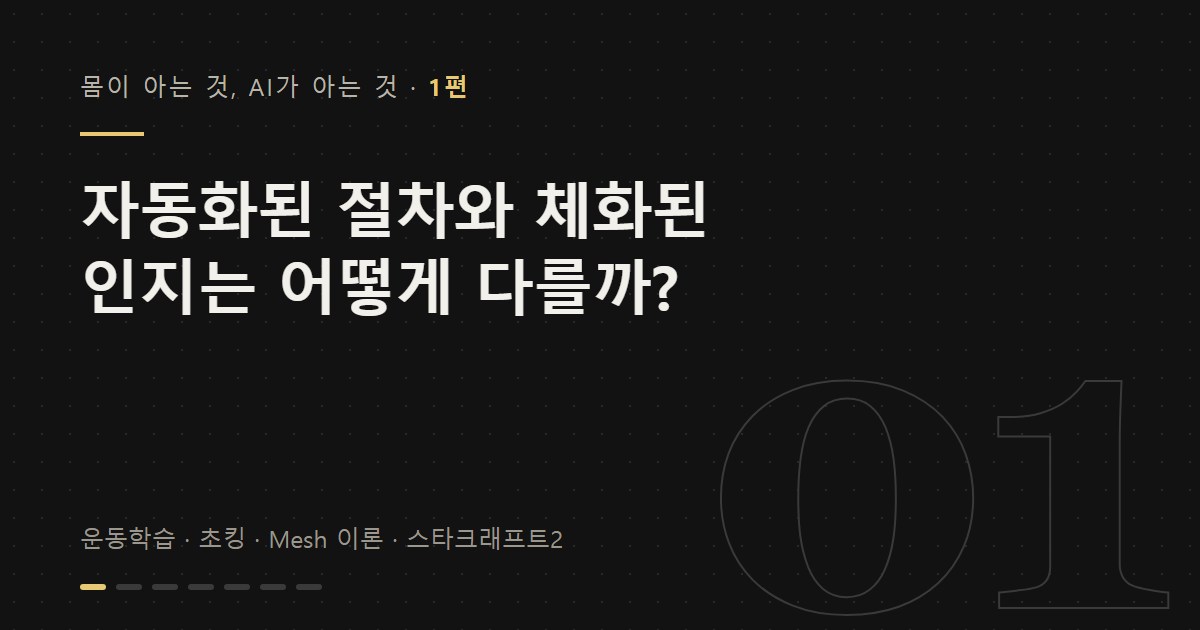 몸이 아는 것, AI가 아는 것 · 1편
자동화된 절차와 체화된
인지는 어떻게 다를까?
01
운동학습 · 초킹 · Mesh 이론 · 스타크래프트2